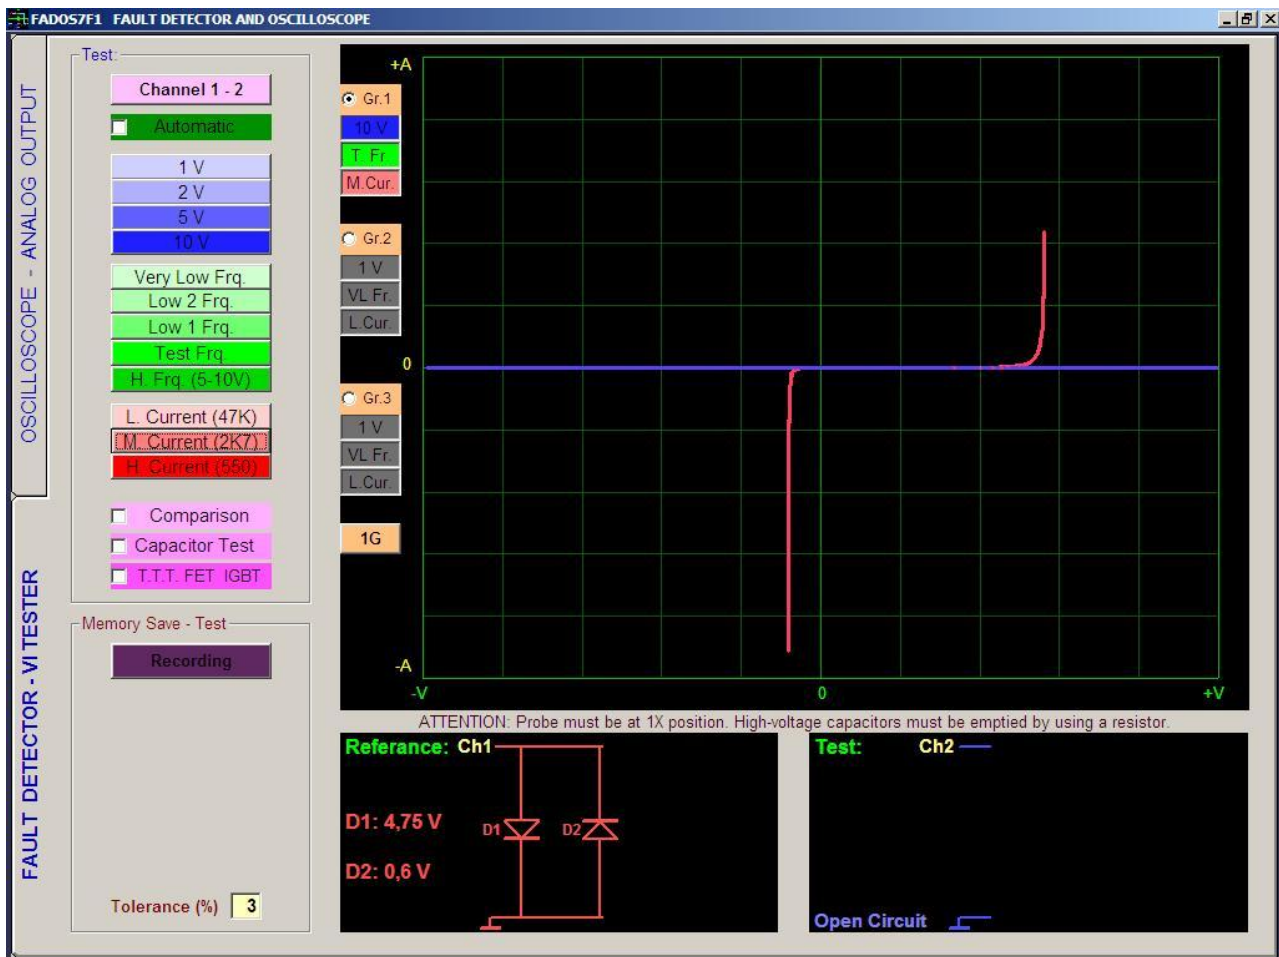 FADOS7F1 FAULT DETECTOR AND OSCILLOSCOPE
OSCILLOSCOPE - ANALOG OUTPUT
FAULT DETECTOR - VI TESTER
Test:
Channel 1 - 2
Automatic
1 V
2 V
5 V
10 V
Very Low Frq.
Low 2 Frq.
Low 1 Frq.
Test Frq.
H. Frq. (5-10V)
L. Current (47K)
M. Current (2K7)
H. Current (550)
Comparison
Capacitor Test
T.T.T. FET IGBT
Memory Save - Test
Recording
Tolerance (%) 3
+A
Gr.1
10 V
T. Fr.
M.Cur.
Gr.2
1 V
VL Fr.
L.Cur.
0
Gr.3
1 V
VL Fr.
L.Cur.
1G
-A
-V 0 +V
ATTENTION: Probe must be at 1X position. High-voltage capacitors must be emptied by using a resistor.
Referance: Ch1
D1: 4,75 V
D1
D2
D2: 0,6 V
Test: Ch2
Open Circuit